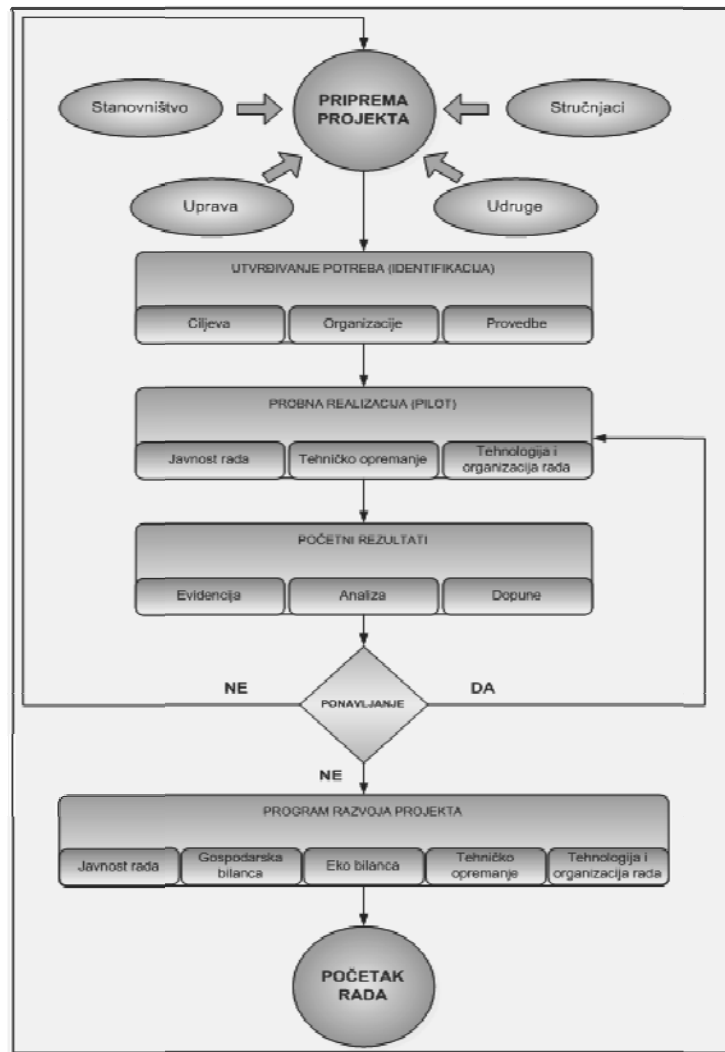 PRIPREMA
PROJEKTA
Stanovništvo
Stručnjaci
Uprava
Udruge
UTVRĐIVANJE POTREBA (IDENTIFIKACIJA)
Ciljeva
Organizacije
Provedbe
PROBNA REALIZACIJA (PILOT)
Javnost rada
Tehničko opremanje
Tehnologija i
organizacija rada
POČETNI REZULTATI
Evidencija
Analiza
Dopune
NE
DA
PONAVLJANJE
NE
PROGRAM RAZVOJA PROJEKTA
Javnost rada
Gospodarska
bilanca
Eko bilanca
Tehničko
opremanje
Tehnologija i
organizacija rada
POČETAK
RADA